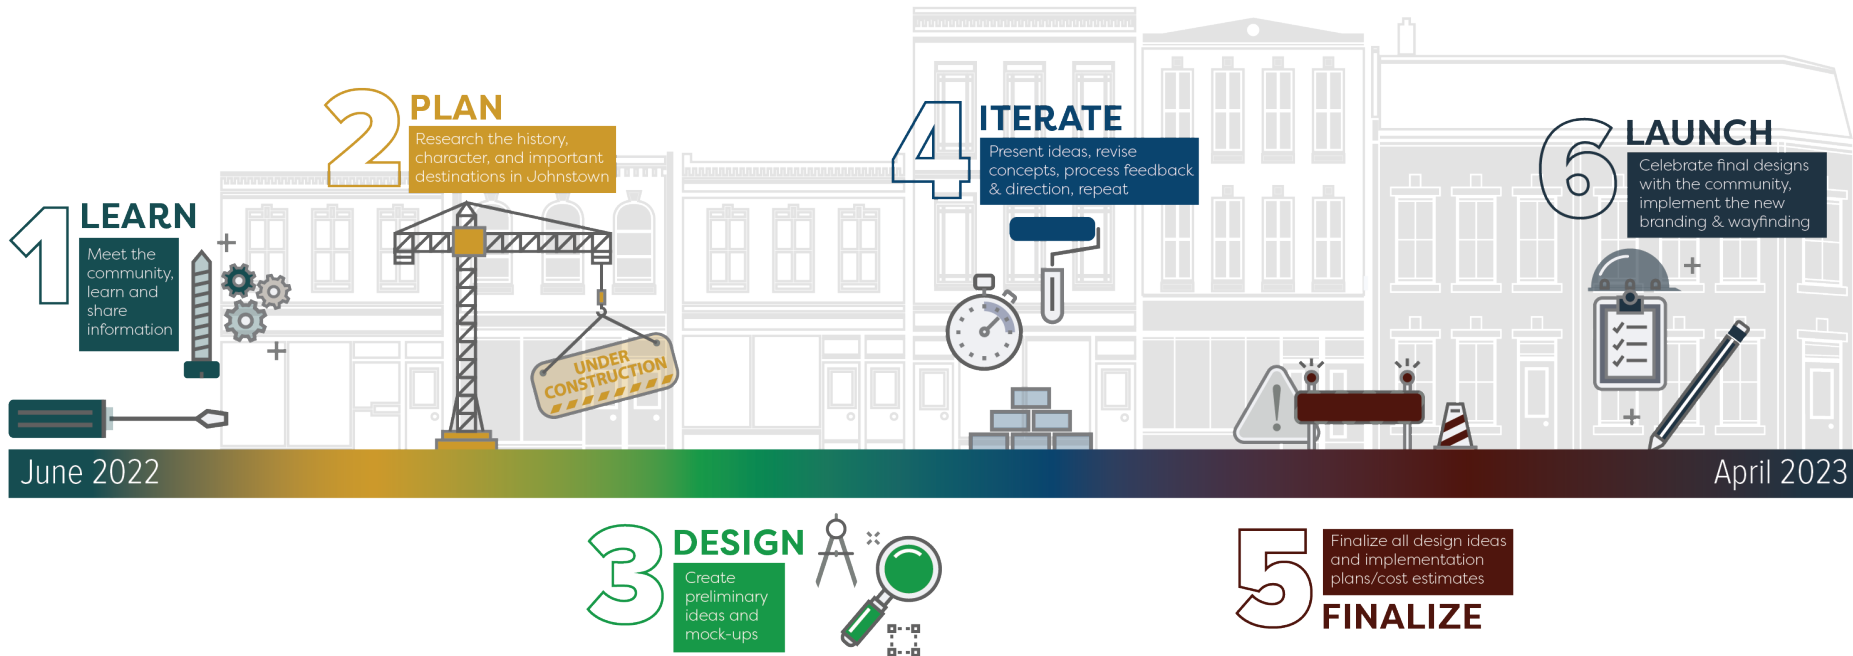 1
LEARN
Meet the
community,
learn and
share
information
2
PLAN
Research the history,
character, and important
destinations in Johnstown
UNDER
CONSTRUCTION
4
ITERATE
Present ideas, revise
concepts, process feedback
& direction, repeat
6
LAUNCH
Celebrate final designs
with the community,
implement the new
branding & wayfinding
June 2022
April 2023
3
DESIGN
Create
preliminary
ideas and
mock-ups
5
Finalize all design ideas
and implementation
plans/cost estimates
FINALIZE